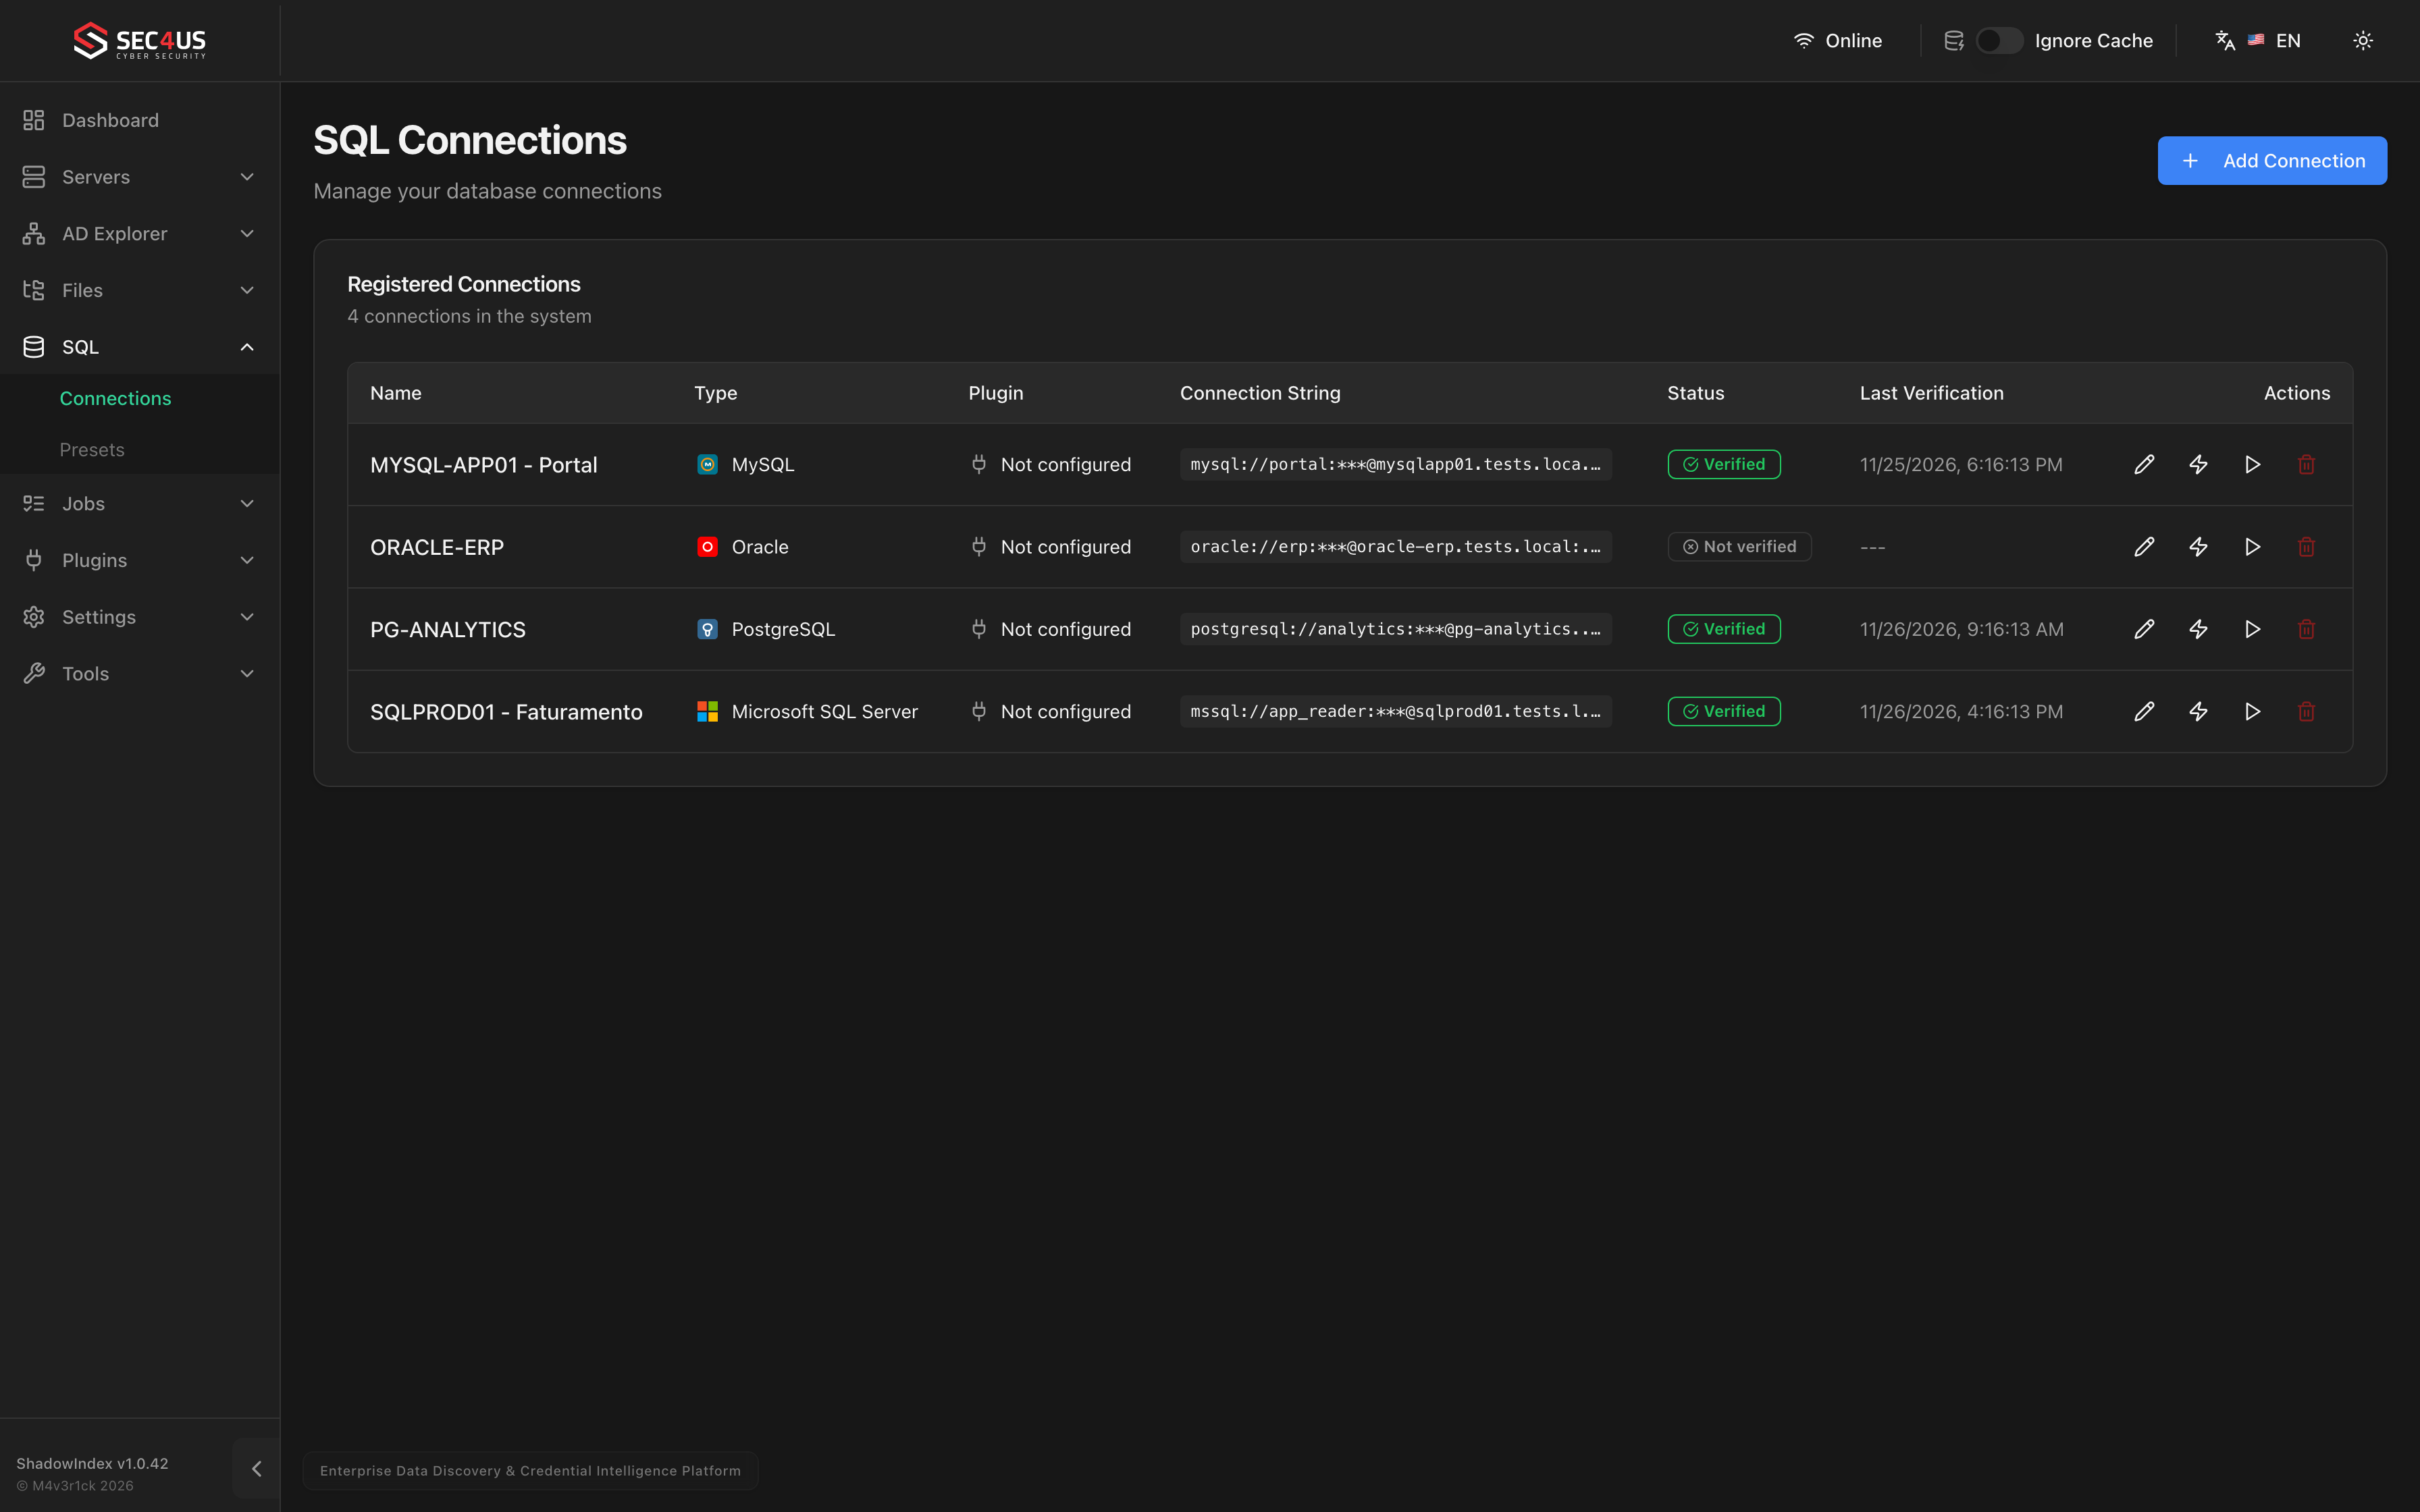 SEC4US
CYBER SECURITY
Online
Ignore Cache
EN
Dashboard
Servers
AD Explorer
Files
SQL
Connections
Presets
Jobs
Plugins
Settings
Tools
ShadowIndex v1.0.42
© M4v3r1ck 2026
SQL Connections
Manage your database connections
Add Connection
Registered Connections
4 connections in the system
Name Type Plugin Connection String Status Last Verification Actions
MYSQL-APP01 - Portal MySQL Not configured mysql://portal:***@mysqlapp01.tests.loca.… Verified 11/25/2026, 6:16:13 PM
ORACLE-ERP Oracle Not configured oracle://erp:***@oracle-erp.tests.local:.… Not verified ---
PG-ANALYTICS PostgreSQL Not configured postgresql://analytics:***@pg-analytics..… Verified 11/26/2026, 9:16:13 AM
SQLPROD01 - Faturamento Microsoft SQL Server Not configured mssql://app_reader:***@sqlprod01.tests.l.… Verified 11/26/2026, 4:16:13 PM
Enterprise Data Discovery & Credential Intelligence Platform